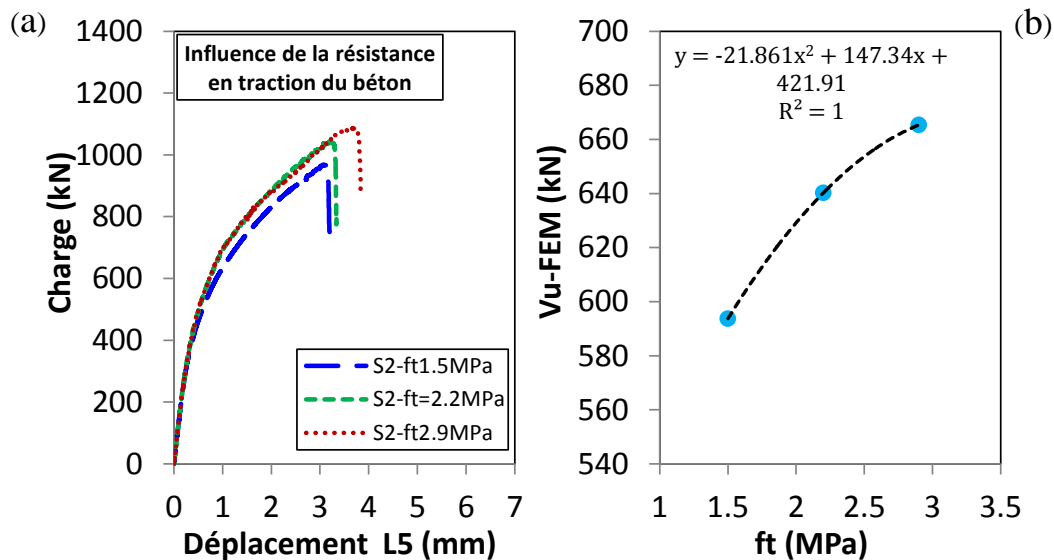 (a)
1400
1200
1000
800
600
400
200
0
Charge (kN)
Influence de la résistance
en traction du béton
S2-ft1.5MPa
S2-ft=2.2MPa
S2-ft2.9MPa
0 1 2 3 4 5 6 7
Déplacement L5 (mm)
(b)
700
680
660
640
620
600
580
560
540
Vu-FEM (kN)
y = -21.861x² + 147.34x +
421.91
R² = 1
1 1.5 2 2.5 3 3.5
ft (MPa)